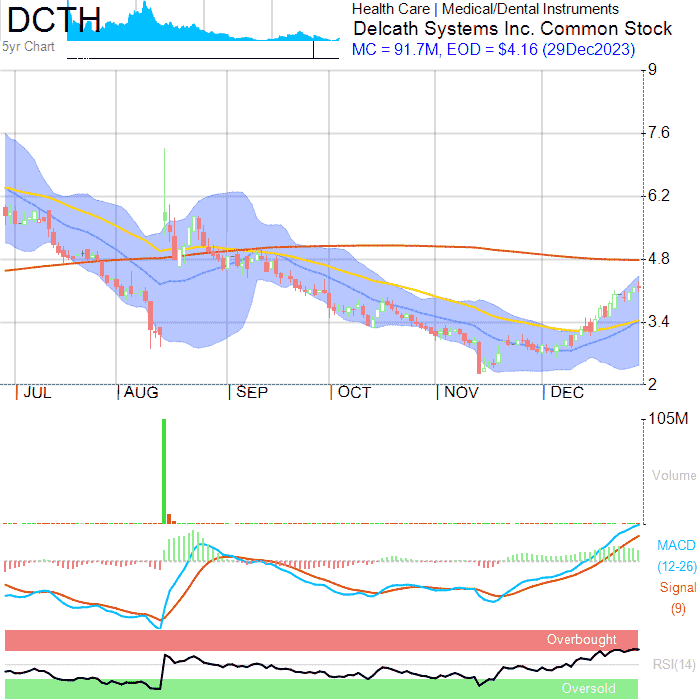 DCTH
5yr Chart
Health Care | Medical/Dental Instruments
Delcath Systems Inc. Common Stock
MC = 91.7M, EOD = $4.16 (29Dec2023)
9
7.6
6.2
4.8
3.4
2
JUL AUG SEP OCT NOV DEC
105M
Volume
MACD
(12-26)
Signal
(9)
Overbought
RSI(14)
Oversold